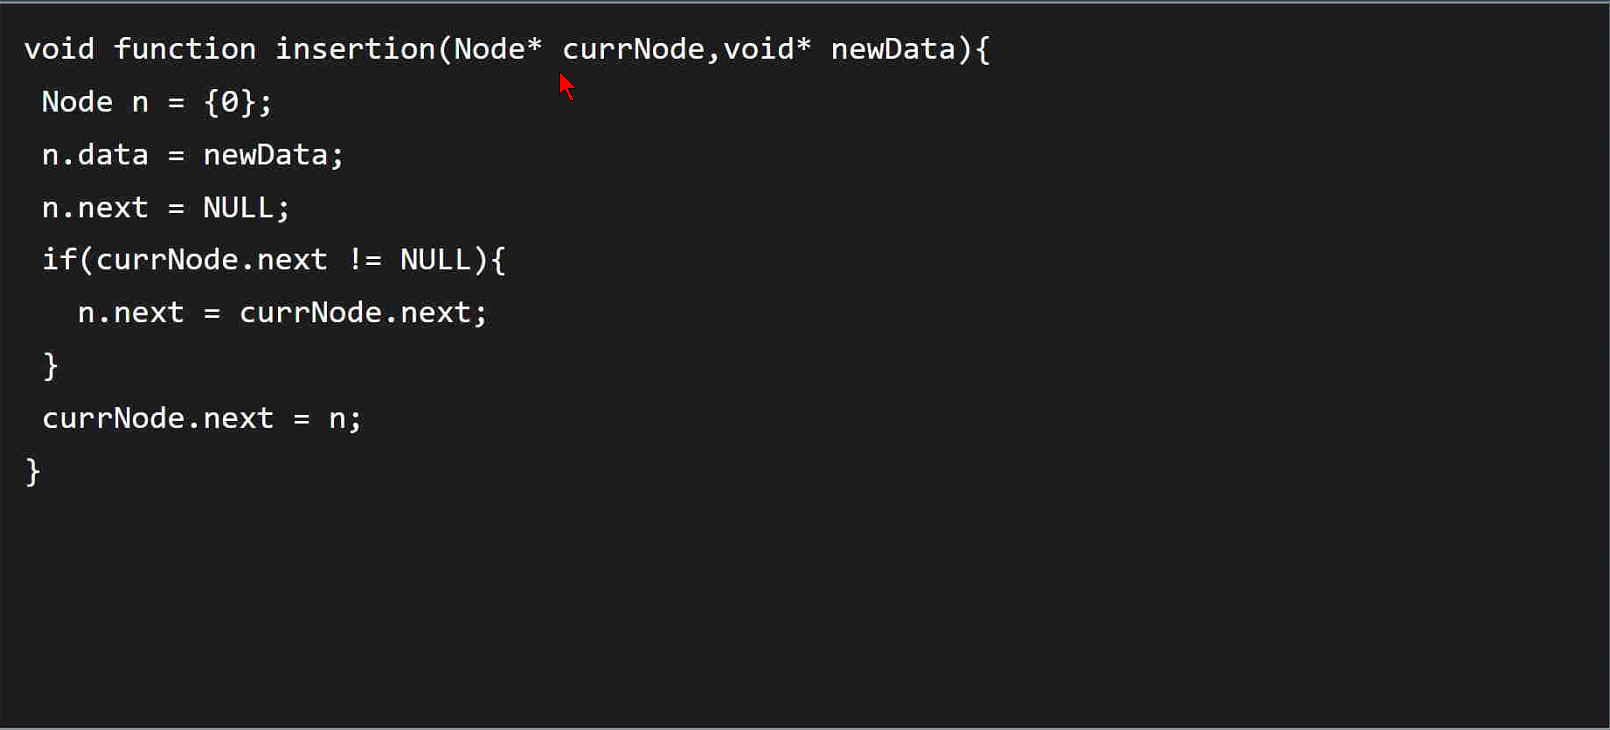 void function insertion(Node* currNode,void* newData){
Node n = {0};
n.data = newData;
n.next = NULL;
if(currNode.next != NULL){
n.next = currNode.next;
}
currNode.next = n;
}